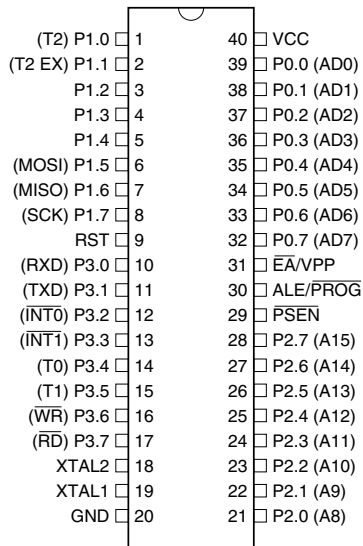 (T2) P1.0 1 40 VCC
(T2 EX) P1.1 2 39 P0.0 (AD0)
P1.2 3 38 P0.1 (AD1)
P1.3 4 37 P0.2 (AD2)
P1.4 5 36 P0.3 (AD3)
(MOSI) P1.5 6 35 P0.4 (AD4)
(MISO) P1.6 7 34 P0.5 (AD5)
(SCK) P1.7 8 33 P0.6 (AD6)
RST 9 32 P0.7 (AD7)
(RXD) P3.0 10 31 E̅A̅/VPP
(TXD) P3.1 11 30 ALE/P̅R̅O̅G̅
(I̅N̅T̅0̅) P3.2 12 29 P̅S̅E̅N̅
(I̅N̅T̅1̅) P3.3 13 28 P2.7 (A15)
(T0) P3.4 14 27 P2.6 (A14)
(T1) P3.5 15 26 P2.5 (A13)
(W̅R̅) P3.6 16 25 P2.4 (A12)
(R̅D̅) P3.7 17 24 P2.3 (A11)
XTAL2 18 23 P2.2 (A10)
XTAL1 19 22 P2.1 (A9)
GND 20 21 P2.0 (A8)